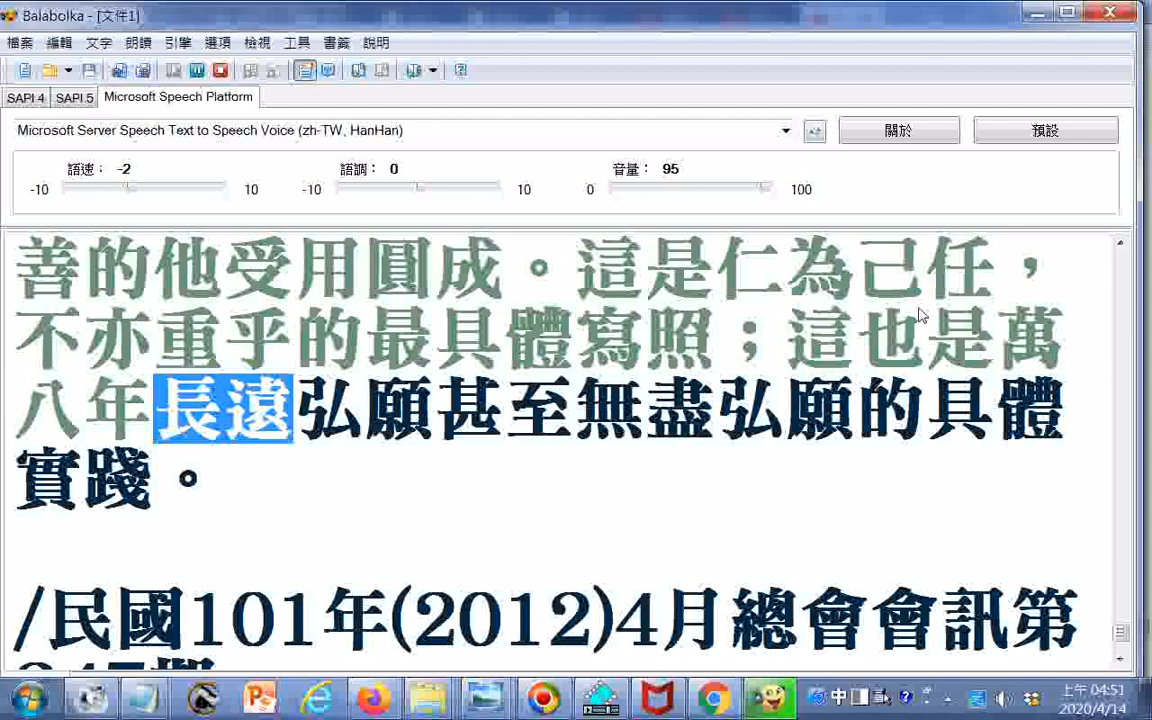 Balabolka - [文件1]
檔案 編輯 文字 朗讀 引擎 選項 檢視 工具 書籤 說明
SAPI 4 SAPI 5 Microsoft Speech Platform
Microsoft Server Speech Text to Speech Voice (zh-TW, HanHan) 關於 預設
語速： -2 語調： 0 音量： 95
-10 10 -10 10 0 100
善的他受用圓成。這是仁為己任，
不亦重乎的最具體寫照；這也是萬
八年長遠弘願甚至無盡弘願的具體
實踐。
/民國101年(2012)4月總會會訊第
中 上午 04:51
2020/4/14